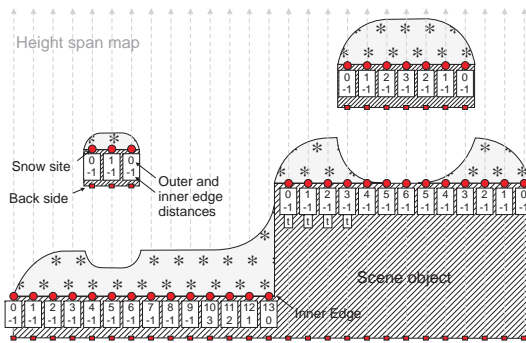 Height span map
0 1 2 3 2 1 0
-1 -1 -1 -1 -1 -1 -1
Snow site
0 1 0
-1 -1 -1
Back side
Outer and
inner edge
distances
0 1 2 3 4 5 6 5 4 3 2 1 0
-1 -1 -1 -1 -1 -1 -1 -1 -1 -1 -1 -1 -1
t t t t
Scene object
Inner Edge
0 1 2 3 4 5 6 7 8 9 10 11 12 13
-1 -1 -1 -1 -1 -1 -1 -1 -1 -1 3 2 1 0